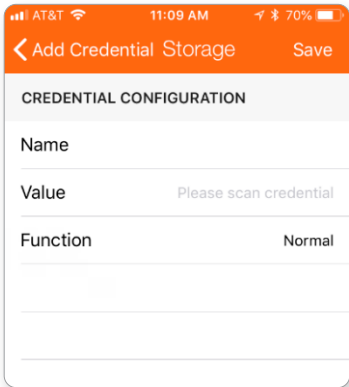 AT&T 11:09 AM 70%
Add Credential Storage Save
CREDENTIAL CONFIGURATION
Name
Value Please scan credential
Function Normal